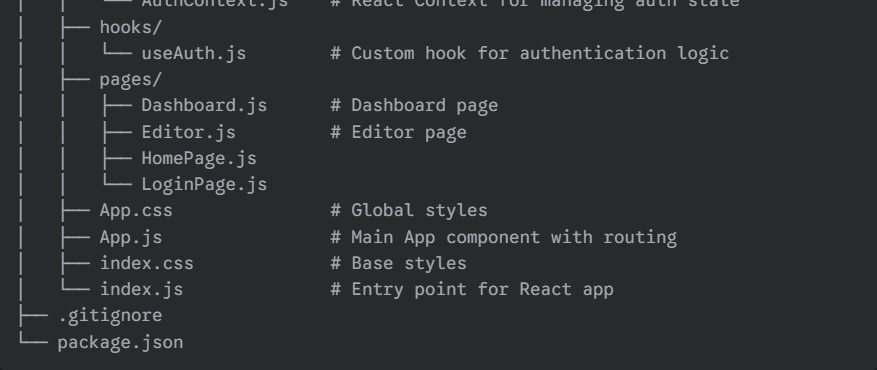 │   │   └── AuthContext.js    # React Context for managing auth state
│   ├── hooks/
│   │   └── useAuth.js        # Custom hook for authentication logic
│   ├── pages/
│   │   ├── Dashboard.js      # Dashboard page
│   │   ├── Editor.js         # Editor page
│   │   ├── HomePage.js
│   │   └── LoginPage.js
│   ├── App.css               # Global styles
│   ├── App.js                # Main App component with routing
│   ├── index.css             # Base styles
│   └── index.js              # Entry point for React app
├── .gitignore
└── package.json